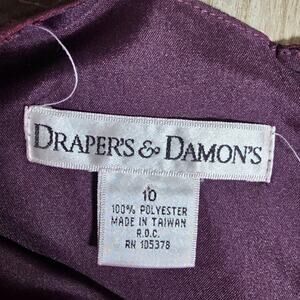 DRAPER'S & DAMON'S
10
100% POLYESTER
MADE IN TAIWAN
R.O.C.
RN 105378